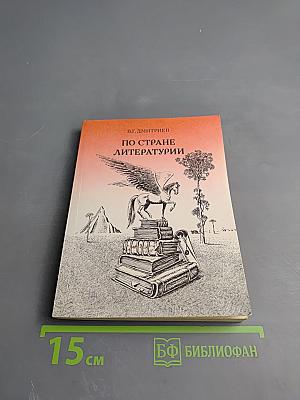 В.Г. ДМИТРИЕВ
ПО СТРАНЕ
ЛИТЕРАТУРИИ
15 см
БФ БИБЛИОФАН